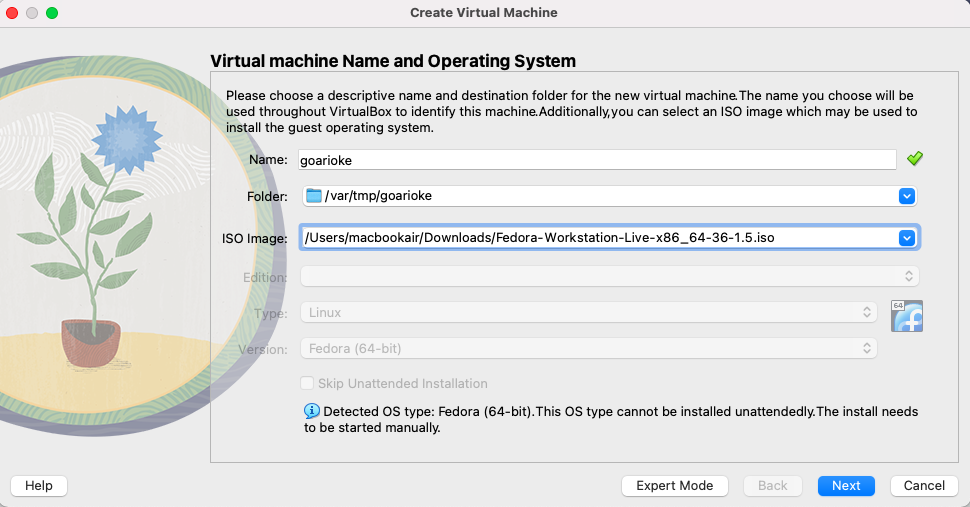 Create Virtual Machine
Virtual machine Name and Operating System
Please choose a descriptive name and destination folder for the new virtual machine.The name you choose will be
used throughout VirtualBox to identify this machine.Additionally,you can select an ISO image which may be used to
install the guest operating system.
Name: goarioke
Folder: /var/tmp/goarioke
ISO Image: /Users/macbookair/Downloads/Fedora-Workstation-Live-x86_64-36-1.5.iso
Edition:
Type: Linux
64
Version: Fedora (64-bit)
Skip Unattended Installation
Detected OS type: Fedora (64-bit).This OS type cannot be installed unattendedly.The install needs
to be started manually.
Help Expert Mode Back Next Cancel